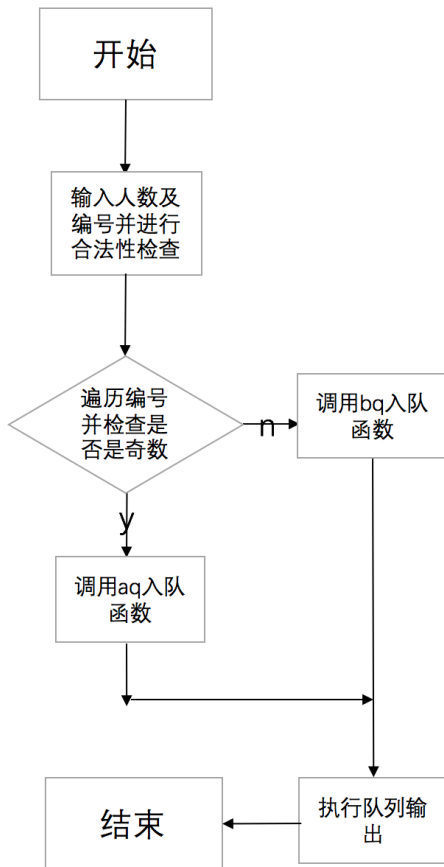 开始
输入人数及
编号并进行
合法性检查
遍历编号
并检查是
否是奇数
n
调用bq入队
函数
y
调用aq入队
函数
执行队列输
出
结束